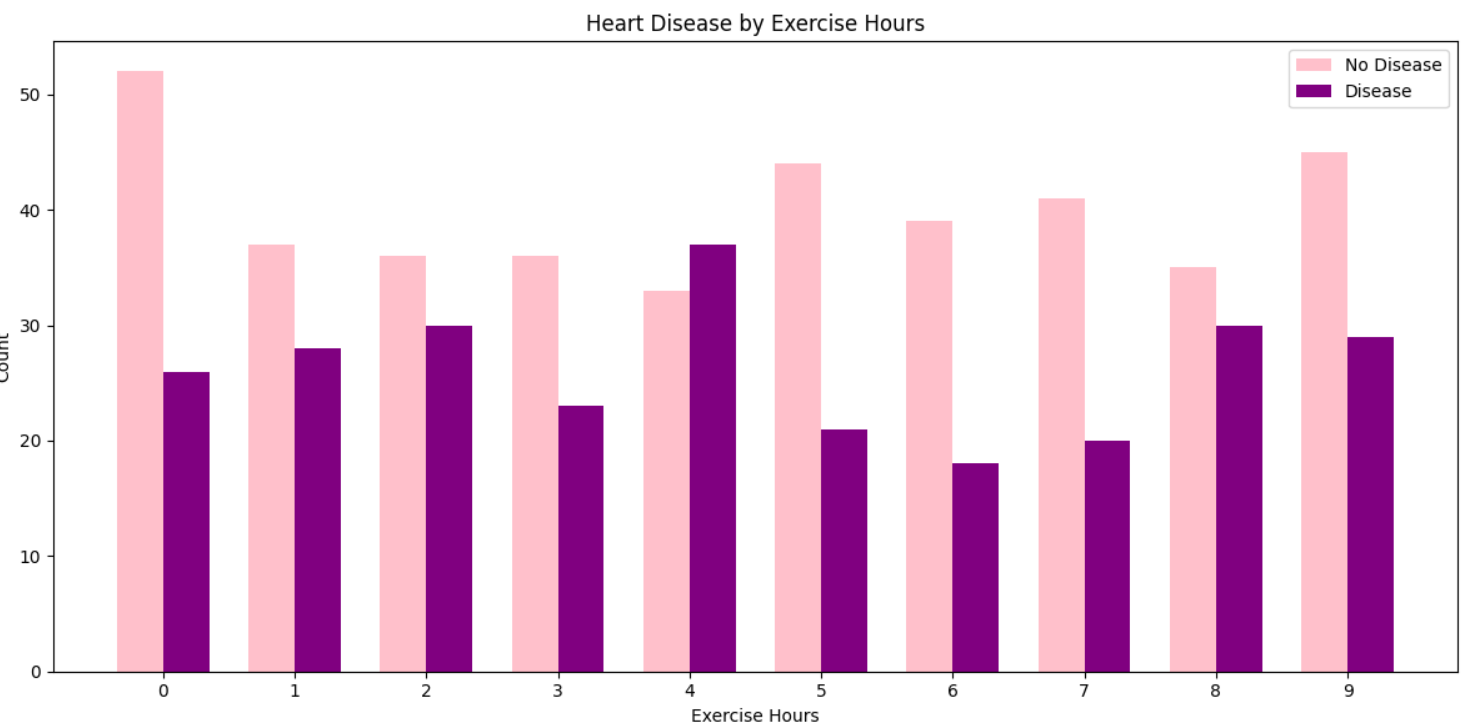 Heart Disease by Exercise Hours
No Disease
Disease
50
40
30
20
10
0
Count
0 1 2 3 4 5 6 7 8 9
Exercise Hours